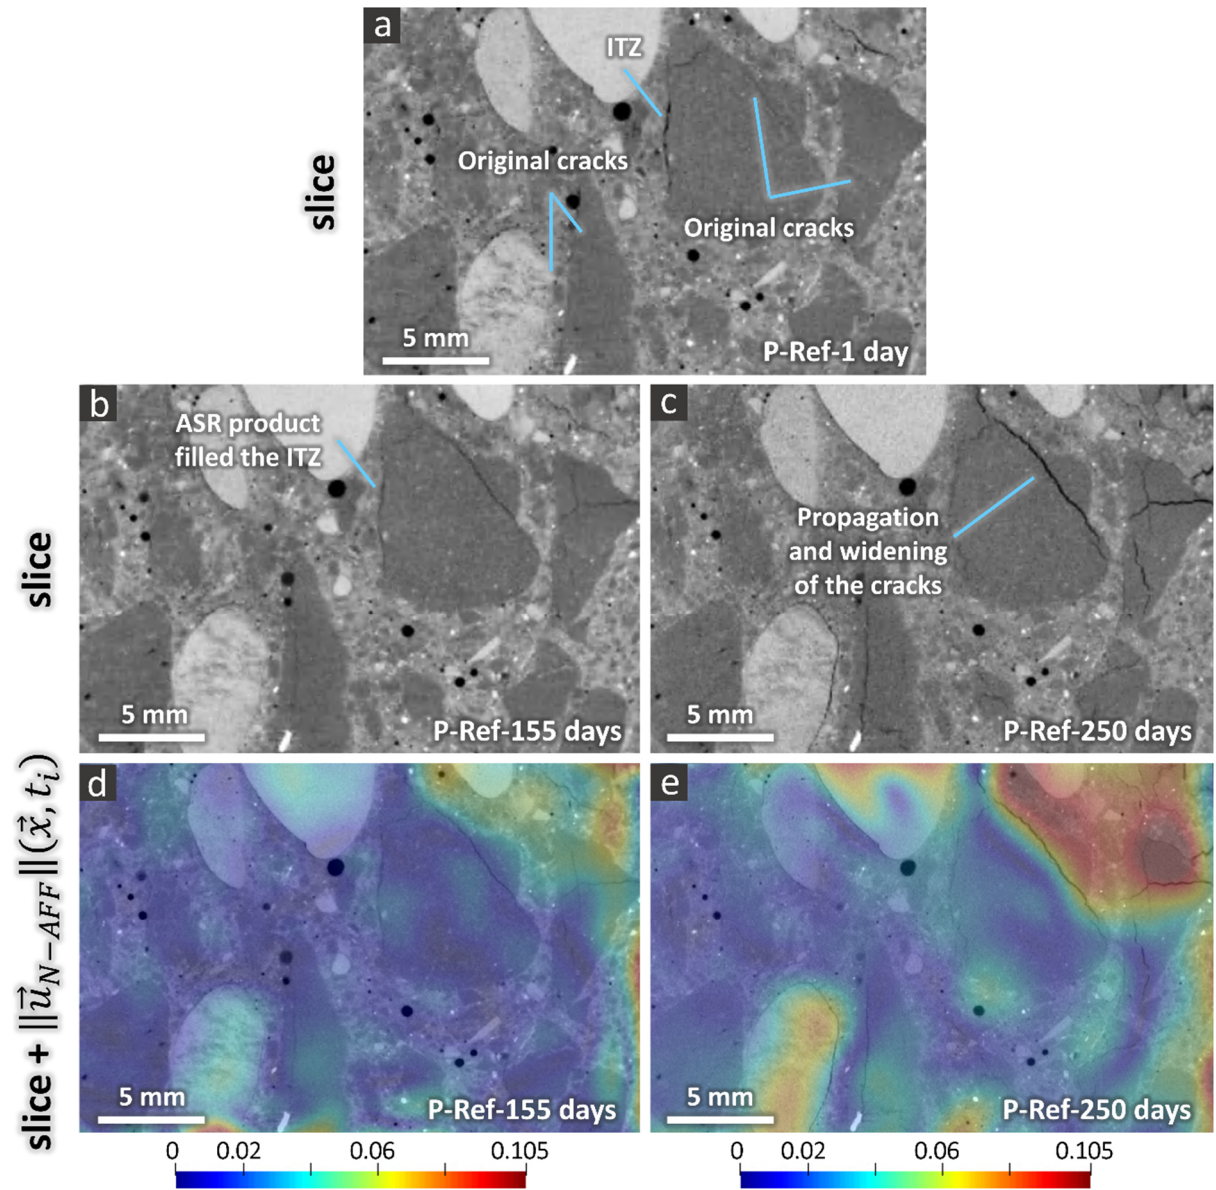 a
ITZ
Original cracks
Original cracks
slice
5 mm
P-Ref-1 day
b
ASR product
filled the ITZ
slice
5 mm
P-Ref-155 days
c
Propagation
and widening
of the cracks
5 mm
P-Ref-250 days
d
slice + ||u⃗_{N−AFF}||(x⃗, t_i)
5 mm
P-Ref-155 days
e
5 mm
P-Ref-250 days
0 0.02 0.06 0.105
0 0.02 0.06 0.105